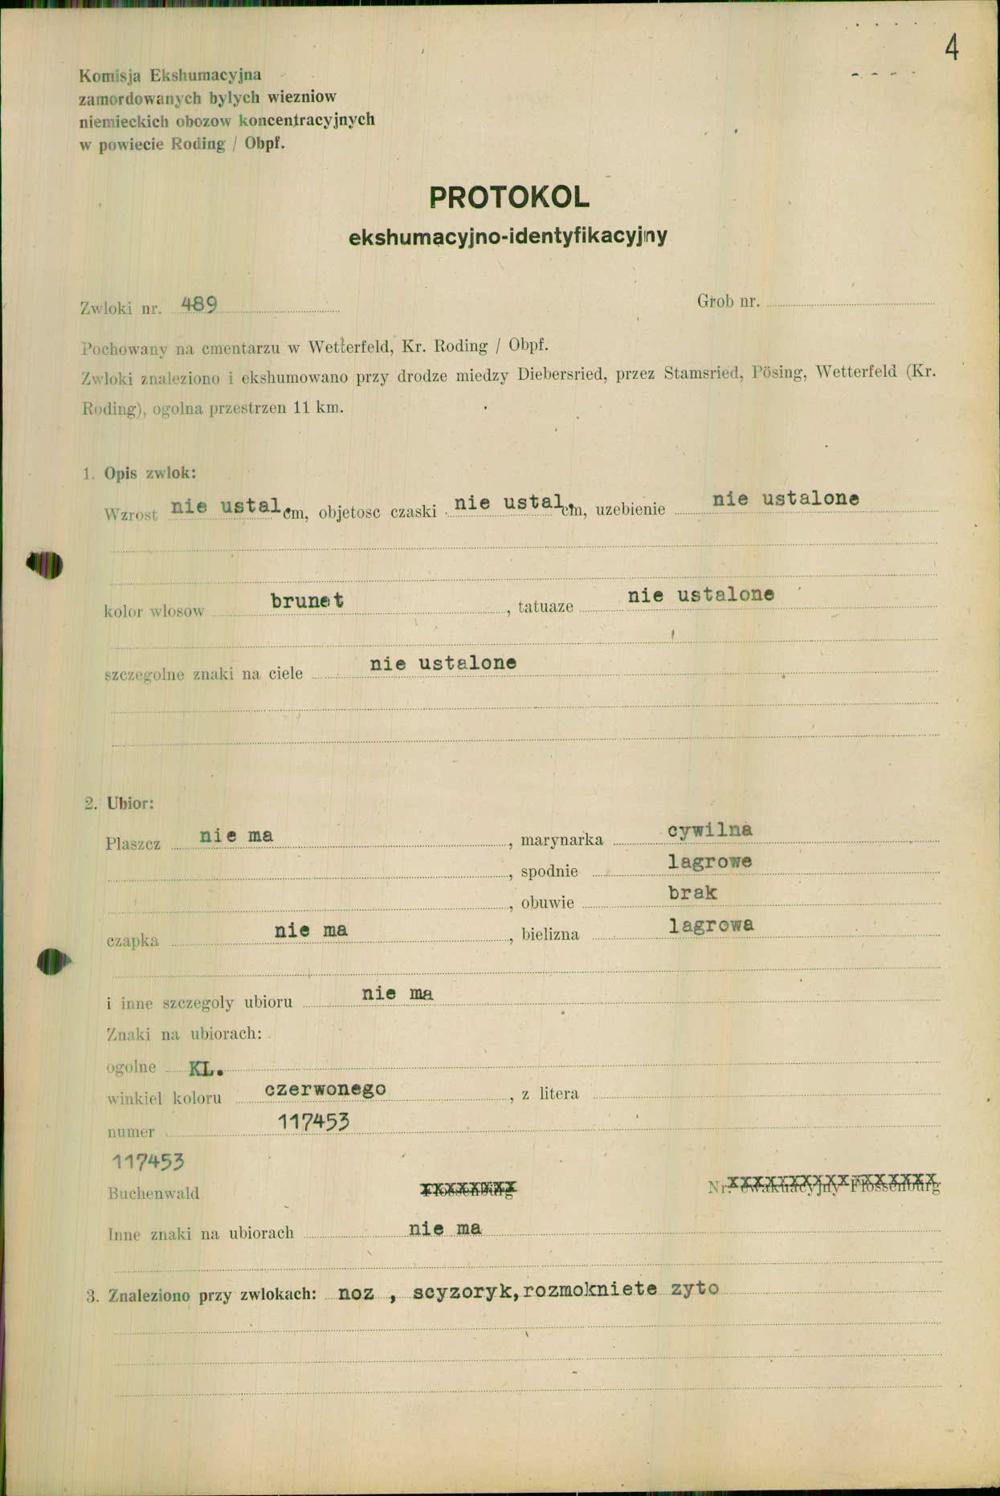 4
Komisja Ekshumacyjna
zamordowanych bylych wiezniow
niemieckich obozow koncentracyjnych
w powiecie Roding / Obpf.
PROTOKOL
ekshumacyjno-identyfikacyjny
Zwloki nr. 489 Grob nr.
Pochowany na cmentarzu w Wetterfeld, Kr. Roding / Obpf.
Zwloki znaleziono i ekshumowano przy drodze miedzy Diebersried, przez Stamsried, Pösing, Wetterfeld (Kr.
Roding), ogolna przestrzen 11 km.
1. Opis zwlok:
Wzrost nie ustal. cm, objetosc czaski nie ustal. cm, uzebienie nie ustalone
kolor wlosow brunet, tatuaze nie ustalone
szczegolne znaki na ciele nie ustalone
2. Ubior:
Plaszcz nie ma, marynarka cywilna
, spodnie lagrowe
, obuwie brak
czapka nie ma, bielizna lagrowa
i inne szczegoly ubioru nie ma
Znaki na ubiorach:
ogolne KL.
winkiel koloru czerwonego, z litera
numer 117453
117453
Buchenwald Flossenbürg Nr. ewakuacyjny Flossenburg
Inne znaki na ubiorach nie ma
3. Znaleziono przy zwlokach: noz , scyzoryk, rozmokniete zyto